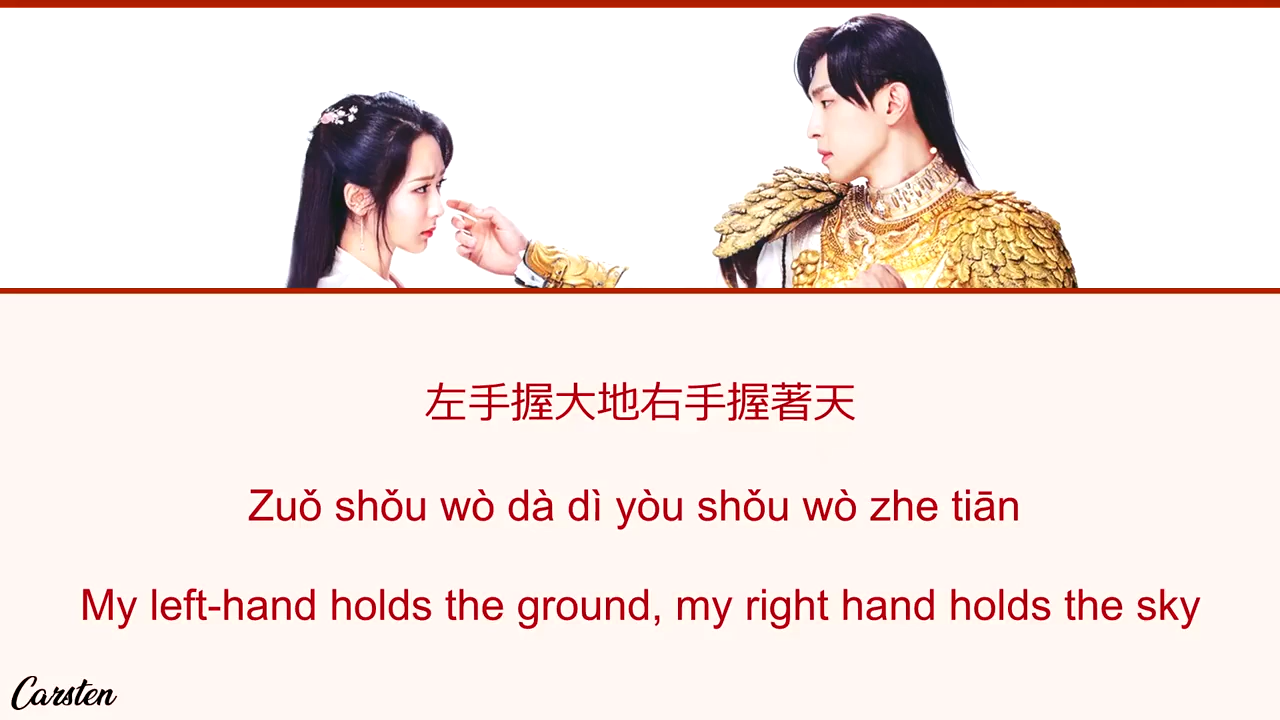 左手握大地右手握著天
Zuǒ shǒu wò dà dì yòu shǒu wò zhe tiān
My left-hand holds the ground, my right hand holds the sky
Carsten